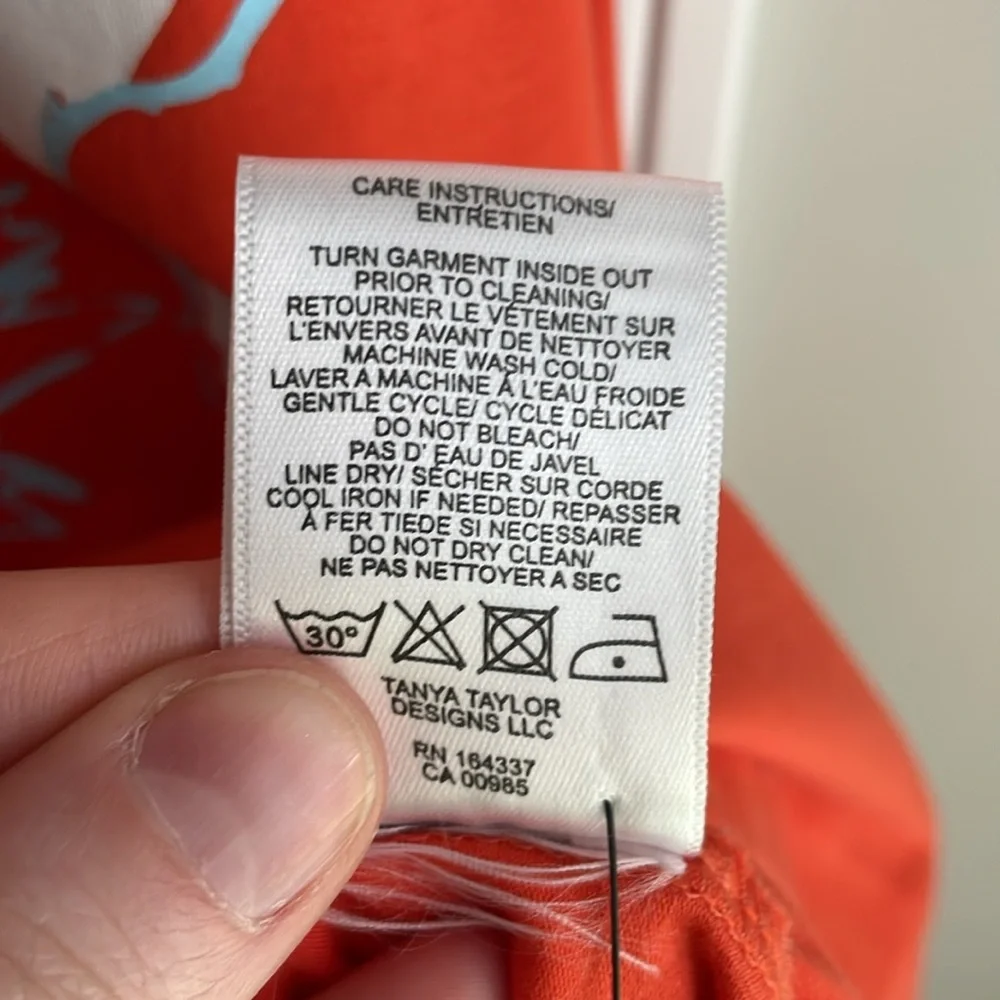 CARE INSTRUCTIONS/
ENTRETIEN
TURN GARMENT INSIDE OUT
PRIOR TO CLEANING/
RETOURNER LE VÉTEMENT SUR
L'ENVERS AVANT DE NETTOYER
MACHINE WASH COLD/
LAVER A MACHINE À L'EAU FROIDE
GENTLE CYCLE/ CYCLE DÉLICAT
DO NOT BLEACH/
PAS D' EAU DE JAVEL
LINE DRY/ SÉCHER SUR CORDE
COOL IRON IF NEEDED/ REPASSER
À FER TIEDE SI NECESSAIRE
DO NOT DRY CLEAN/
NE PAS NETTOYER A SEC
30°
TANYA TAYLOR
DESIGNS LLC
RN 164337
CA 00985